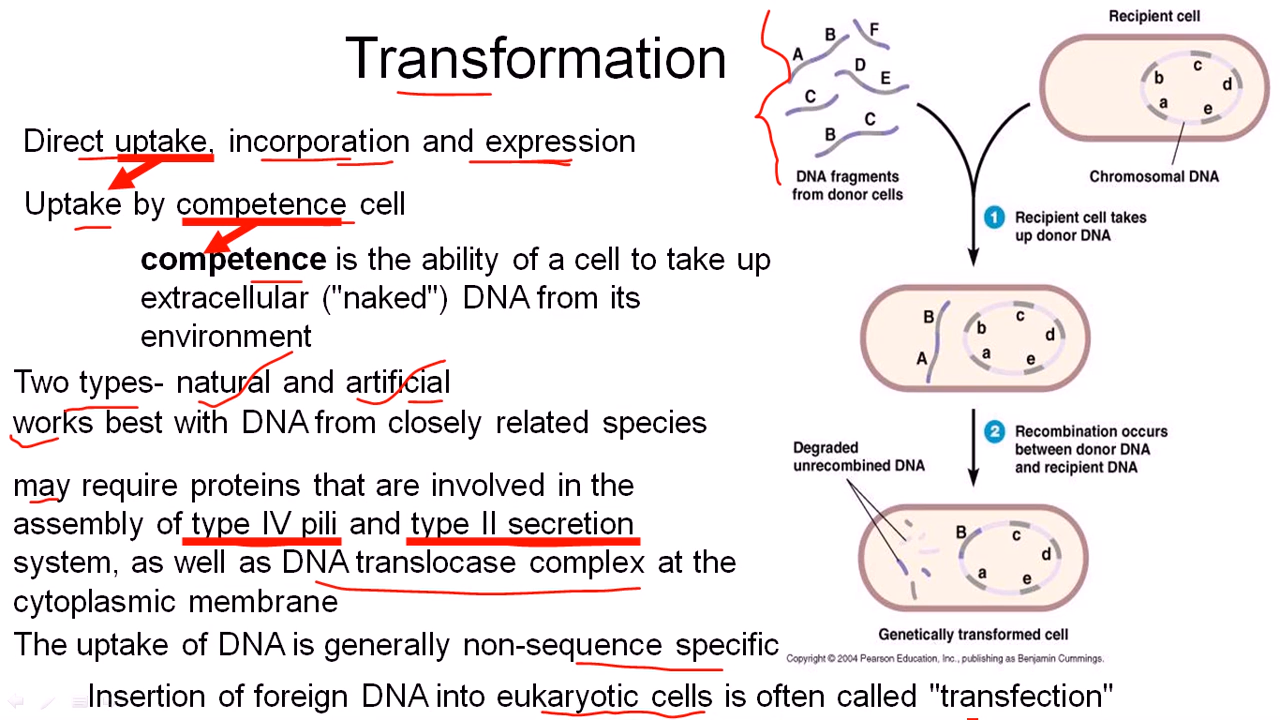 Transformation
Direct uptake, incorporation and expression
Uptake by competence cell
competence is the ability of a cell to take up
extracellular ("naked") DNA from its
environment
Two types- natural and artificial
works best with DNA from closely related species
may require proteins that are involved in the
assembly of type IV pili and type II secretion
system, as well as DNA translocase complex at the
cytoplasmic membrane
The uptake of DNA is generally non-sequence specific
Insertion of foreign DNA into eukaryotic cells is often called "transfection"
A
B
F
D
E
C
B
C
DNA fragments
from donor cells
Recipient cell
b
c
d
a
e
Chromosomal DNA
1
Recipient cell takes
up donor DNA
B
A
b
c
d
a
e
2
Recombination occurs
between donor DNA
and recipient DNA
Degraded
unrecombined DNA
B
c
d
a
e
Genetically transformed cell
Copyright © 2004 Pearson Education, Inc., publishing as Benjamin Cummings.